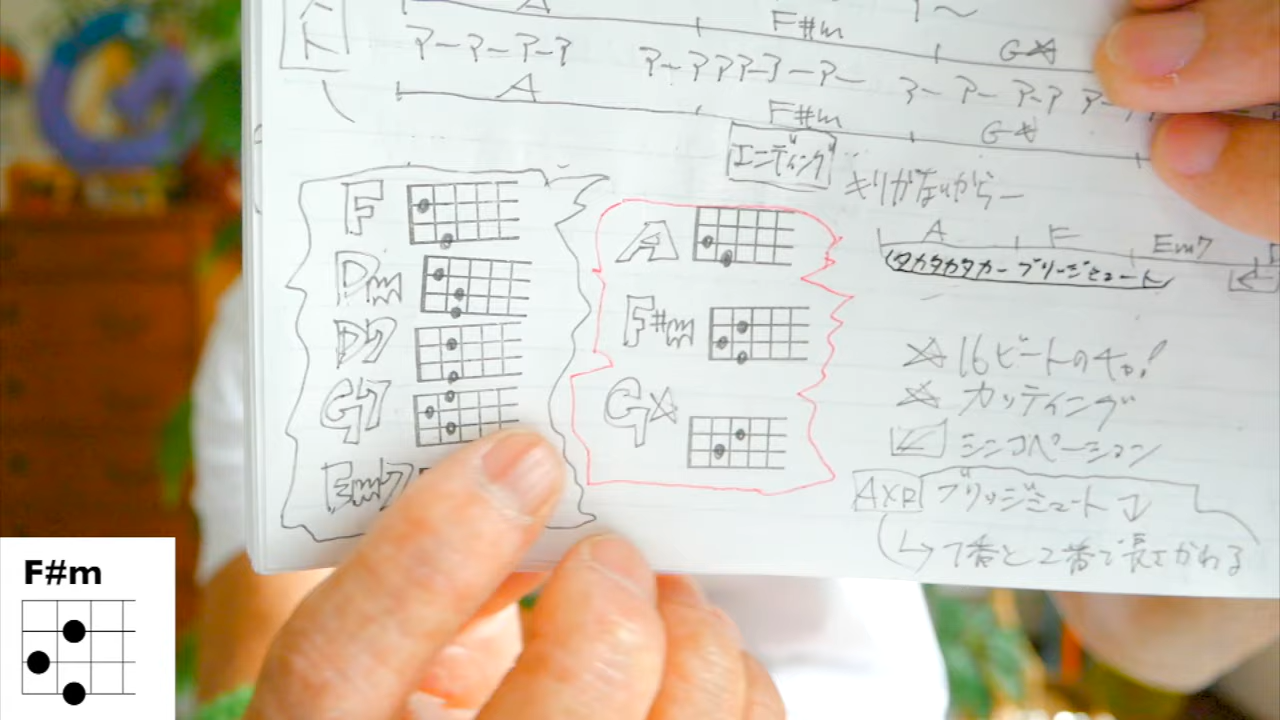 A F#m G☆
アー アー アーア アーアアアーア ーアー アー アー アーア
A F#m G☆
エンディング
キリがないから―
A F Em7
タカタカタカー ブリージミュート
F
Dm
D7
G7
Em7
A
F#m
G☆
☆ 16ビートのチャ!
☆ カッティング
← シンコペーション
ブリッジミュート
↳ 1番と2番で長さかわる
F#m